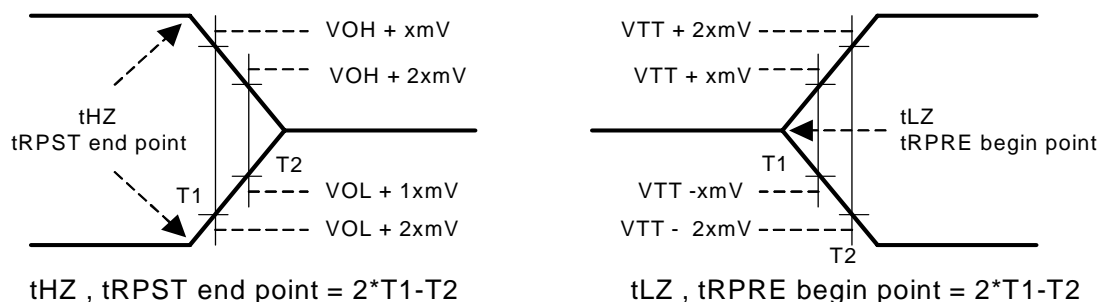 VOH + xmV
VOH + 2xmV
tHZ
tRPST end point
T1
T2
VOL + 1xmV
VOL + 2xmV
tHZ , tRPST end point = 2*T1-T2
VTT + 2xmV
VTT + xmV
tLZ
tRPRE begin point
T1
VTT -xmV
VTT - 2xmV
T2
tLZ , tRPRE begin point = 2*T1-T2